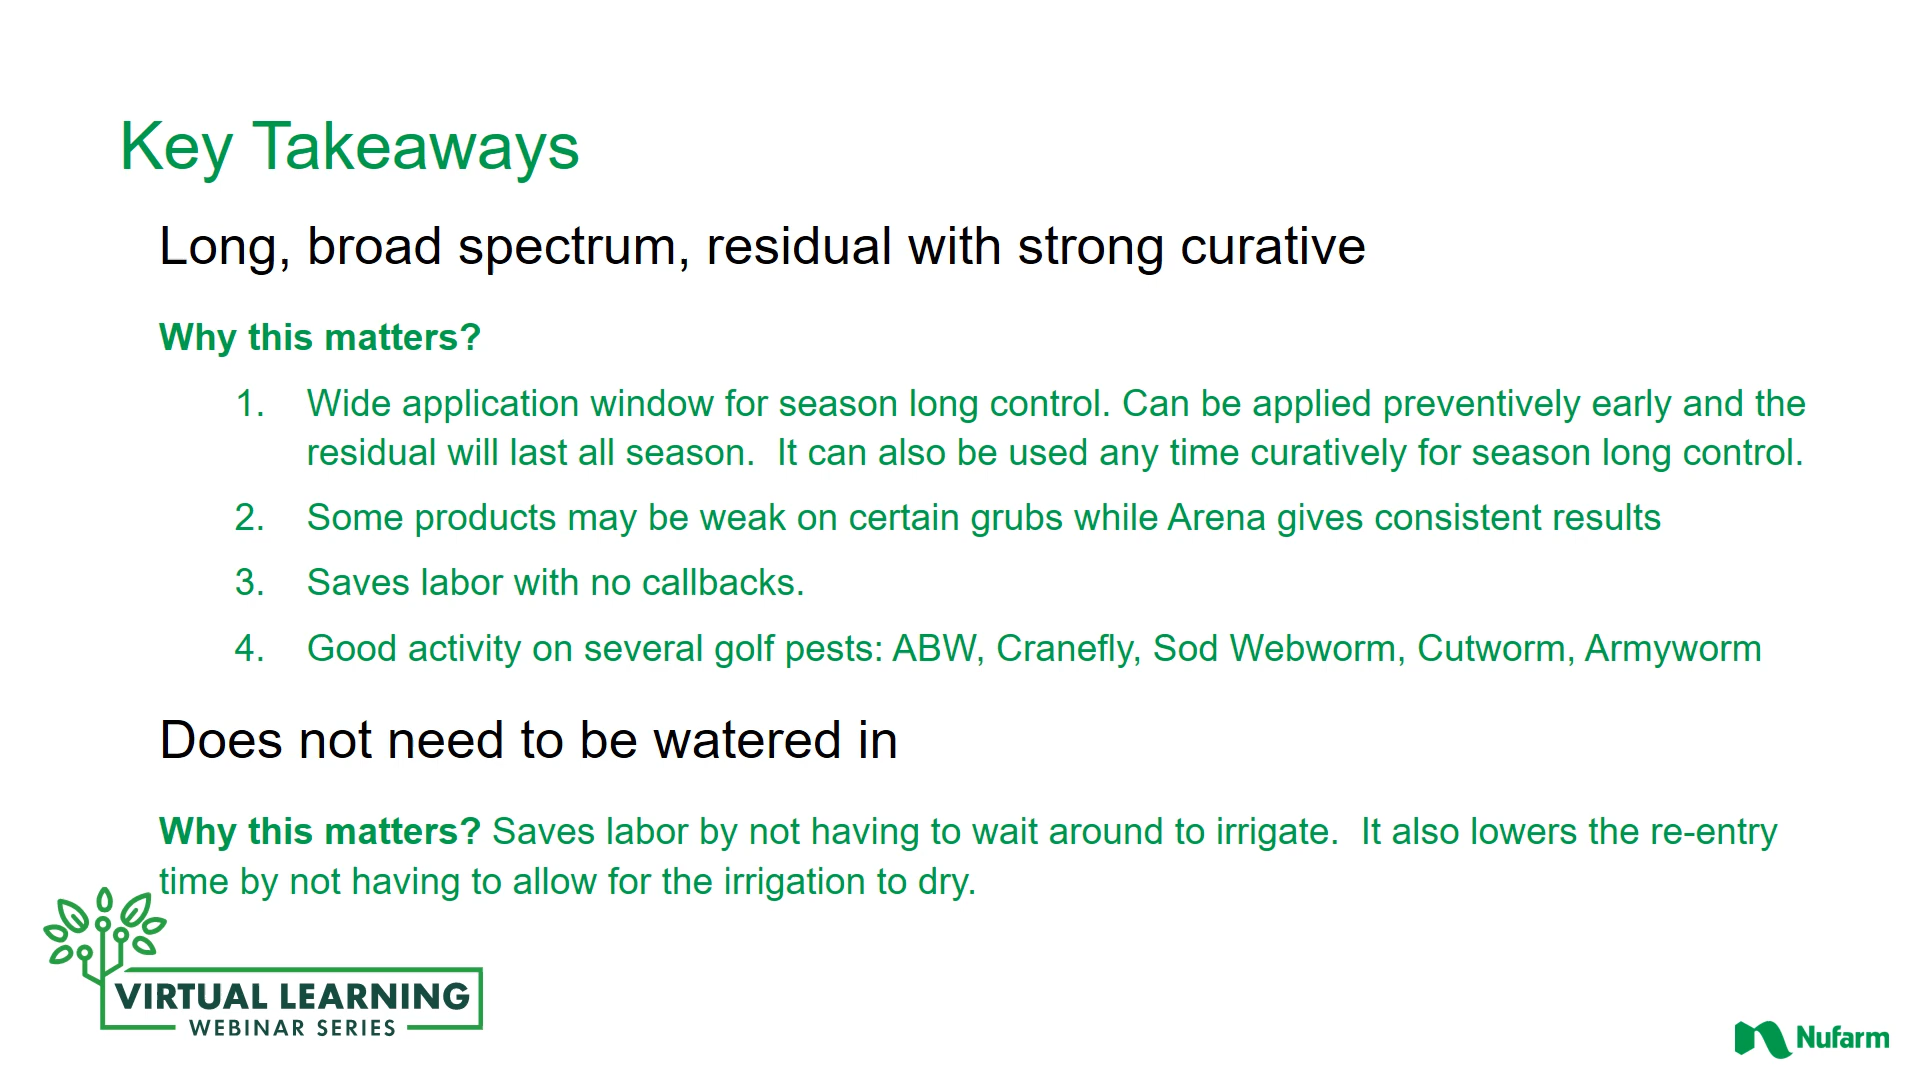 Key Takeaways
Long, broad spectrum, residual with strong curative
Why this matters?
1. Wide application window for season long control. Can be applied preventively early and the
residual will last all season.  It can also be used any time curatively for season long control.
2. Some products may be weak on certain grubs while Arena gives consistent results
3. Saves labor with no callbacks.
4. Good activity on several golf pests: ABW, Cranefly, Sod Webworm, Cutworm, Armyworm
Does not need to be watered in
Why this matters? Saves labor by not having to wait around to irrigate.  It also lowers the re-entry
time by not having to allow for the irrigation to dry.
VIRTUAL LEARNING
WEBINAR SERIES
Nufarm